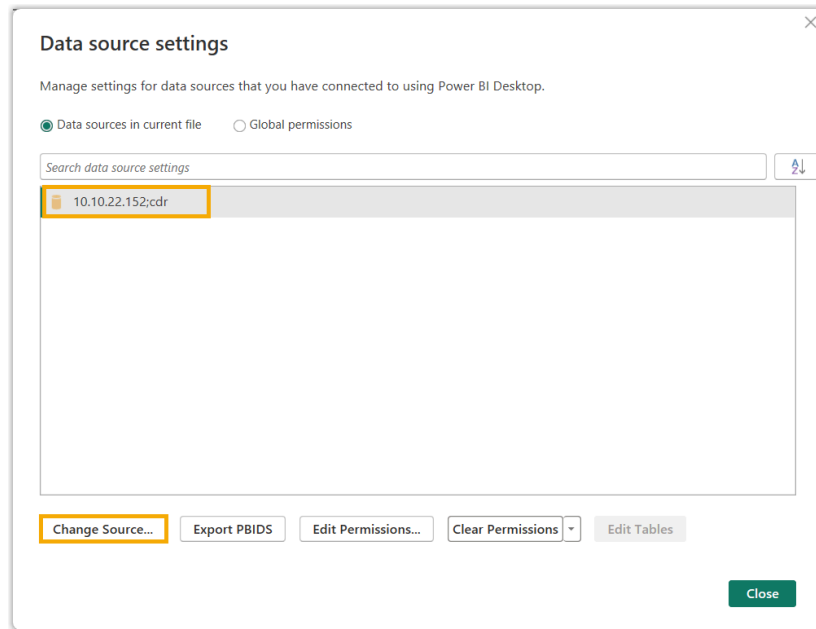 Data source settings
Manage settings for data sources that you have connected to using Power BI Desktop.
Data sources in current file
Global permissions
Search data source settings
A
Z
10.10.22.152;cdr
Change Source...
Export PBIDS
Edit Permissions...
Clear Permissions
Edit Tables
Close